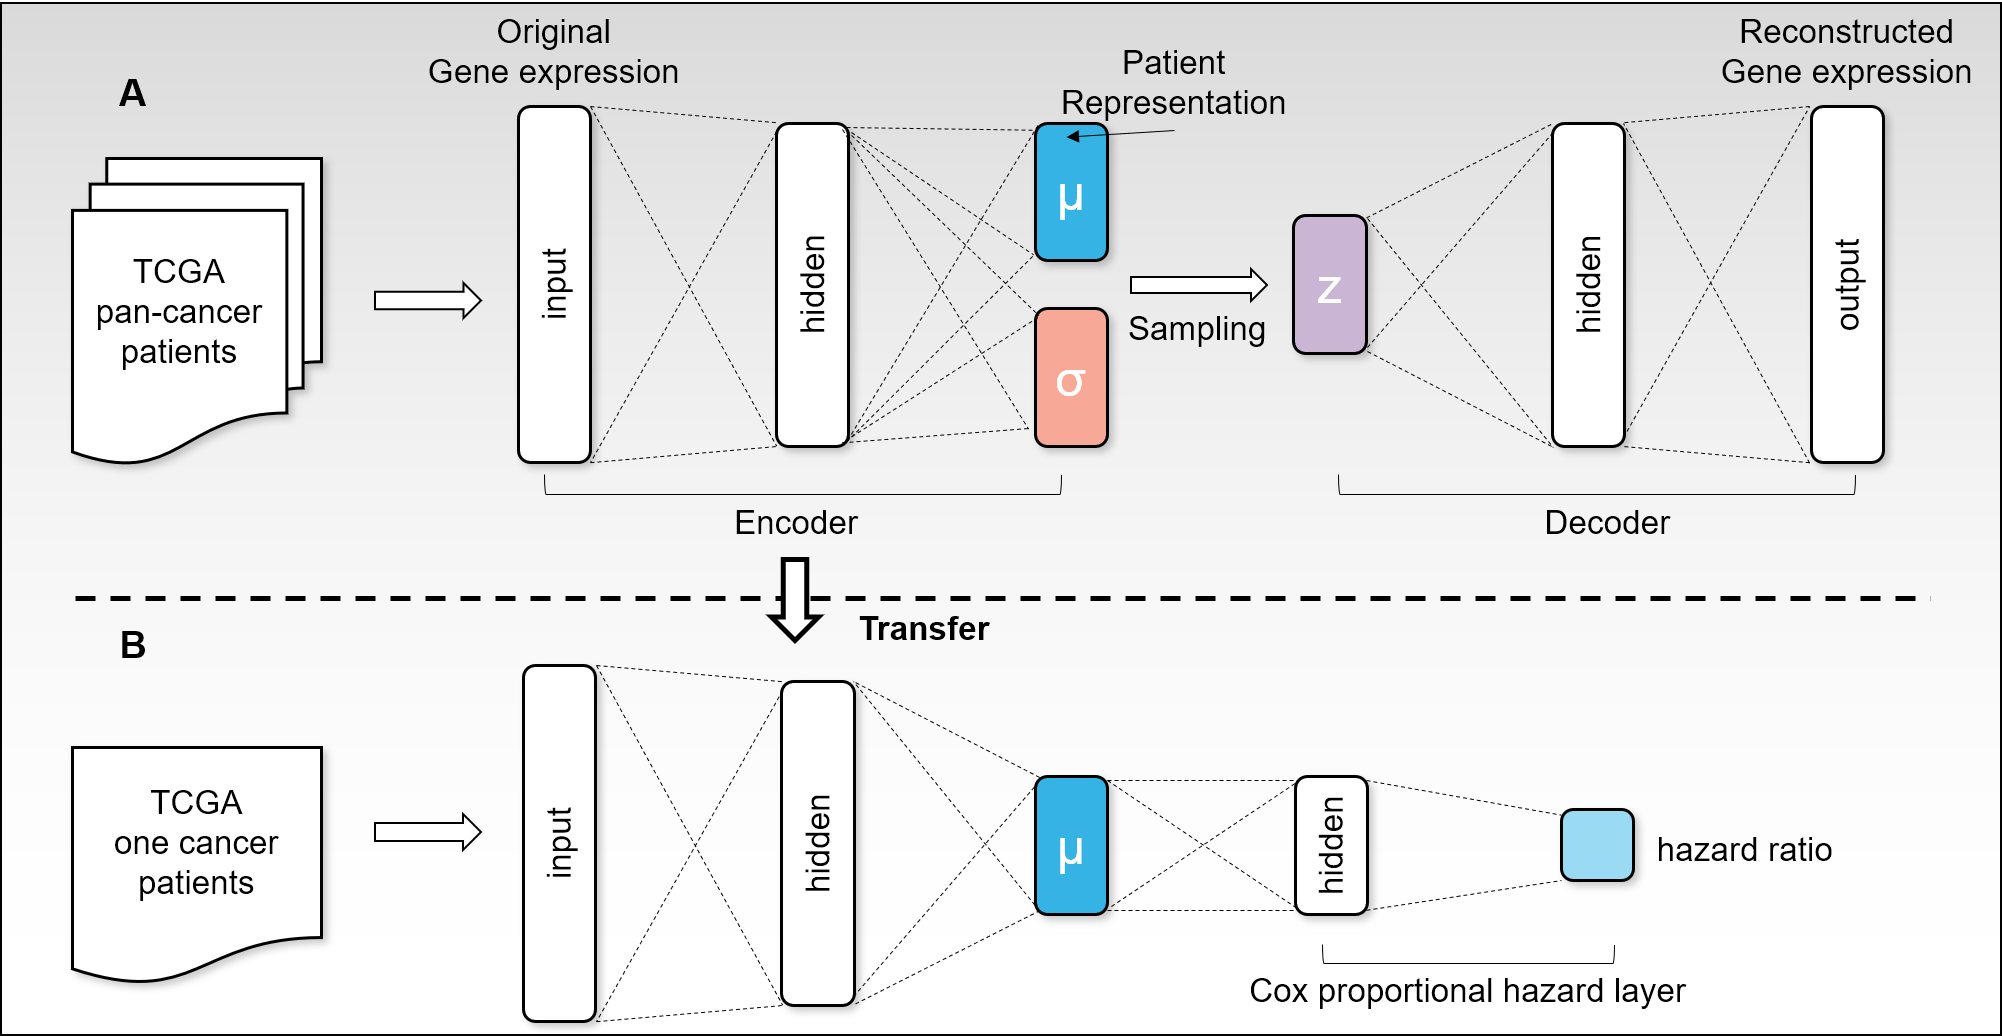 A
Original
Gene expression
Patient
Representation
Reconstructed
Gene expression
TCGA
pan-cancer
patients
input
hidden
μ
σ
Sampling
z
hidden
output
Encoder
Decoder
Transfer
B
TCGA
one cancer
patients
input
hidden
μ
hidden
hazard ratio
Cox proportional hazard layer